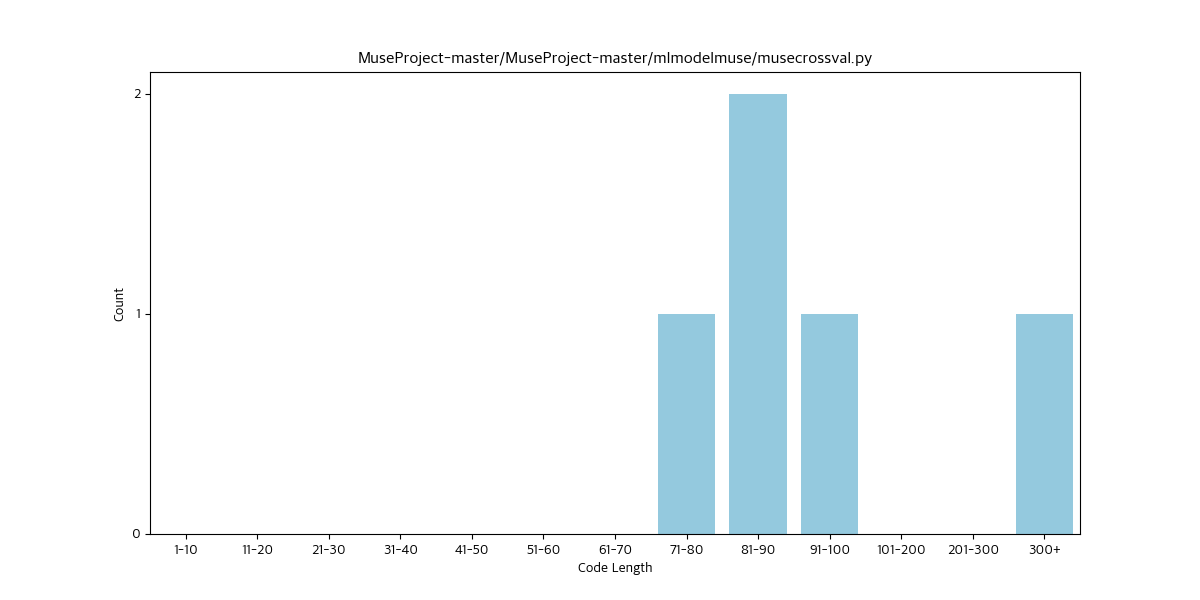 MuseProject-master/MuseProject-master/mlmodelmuse/musecrossval.py
Count
2
1
0
1-10 11-20 21-30 31-40 41-50 51-60 61-70 71-80 81-90 91-100 101-200 201-300 300+
Code Length